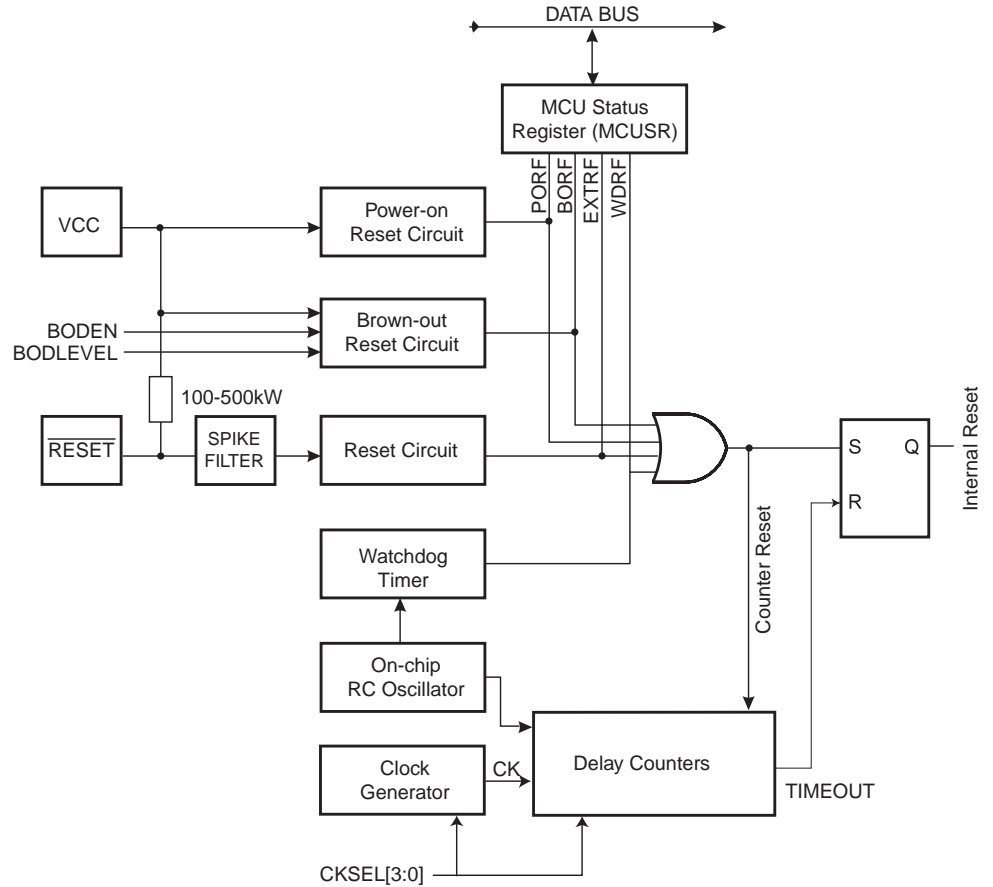 DATA BUS
MCU Status
Register (MCUSR)
PORF
BORF
EXTRF
WDRF
VCC
Power-on
Reset Circuit
BODEN
BODLEVEL
Brown-out
Reset Circuit
100-500kW
RESET
SPIKE
FILTER
Reset Circuit
S
Q
R
Internal Reset
Watchdog
Timer
Counter Reset
On-chip
RC Oscillator
Clock
Generator
CK
Delay Counters
TIMEOUT
CKSEL[3:0]